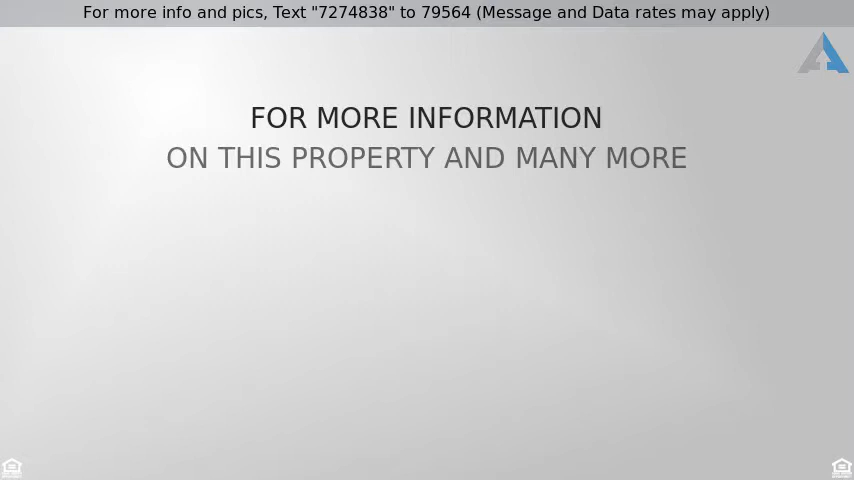 For more info and pics, Text "7274838" to 79564 (Message and Data rates may apply)
FOR MORE INFORMATION
ON THIS PROPERTY AND MANY MORE